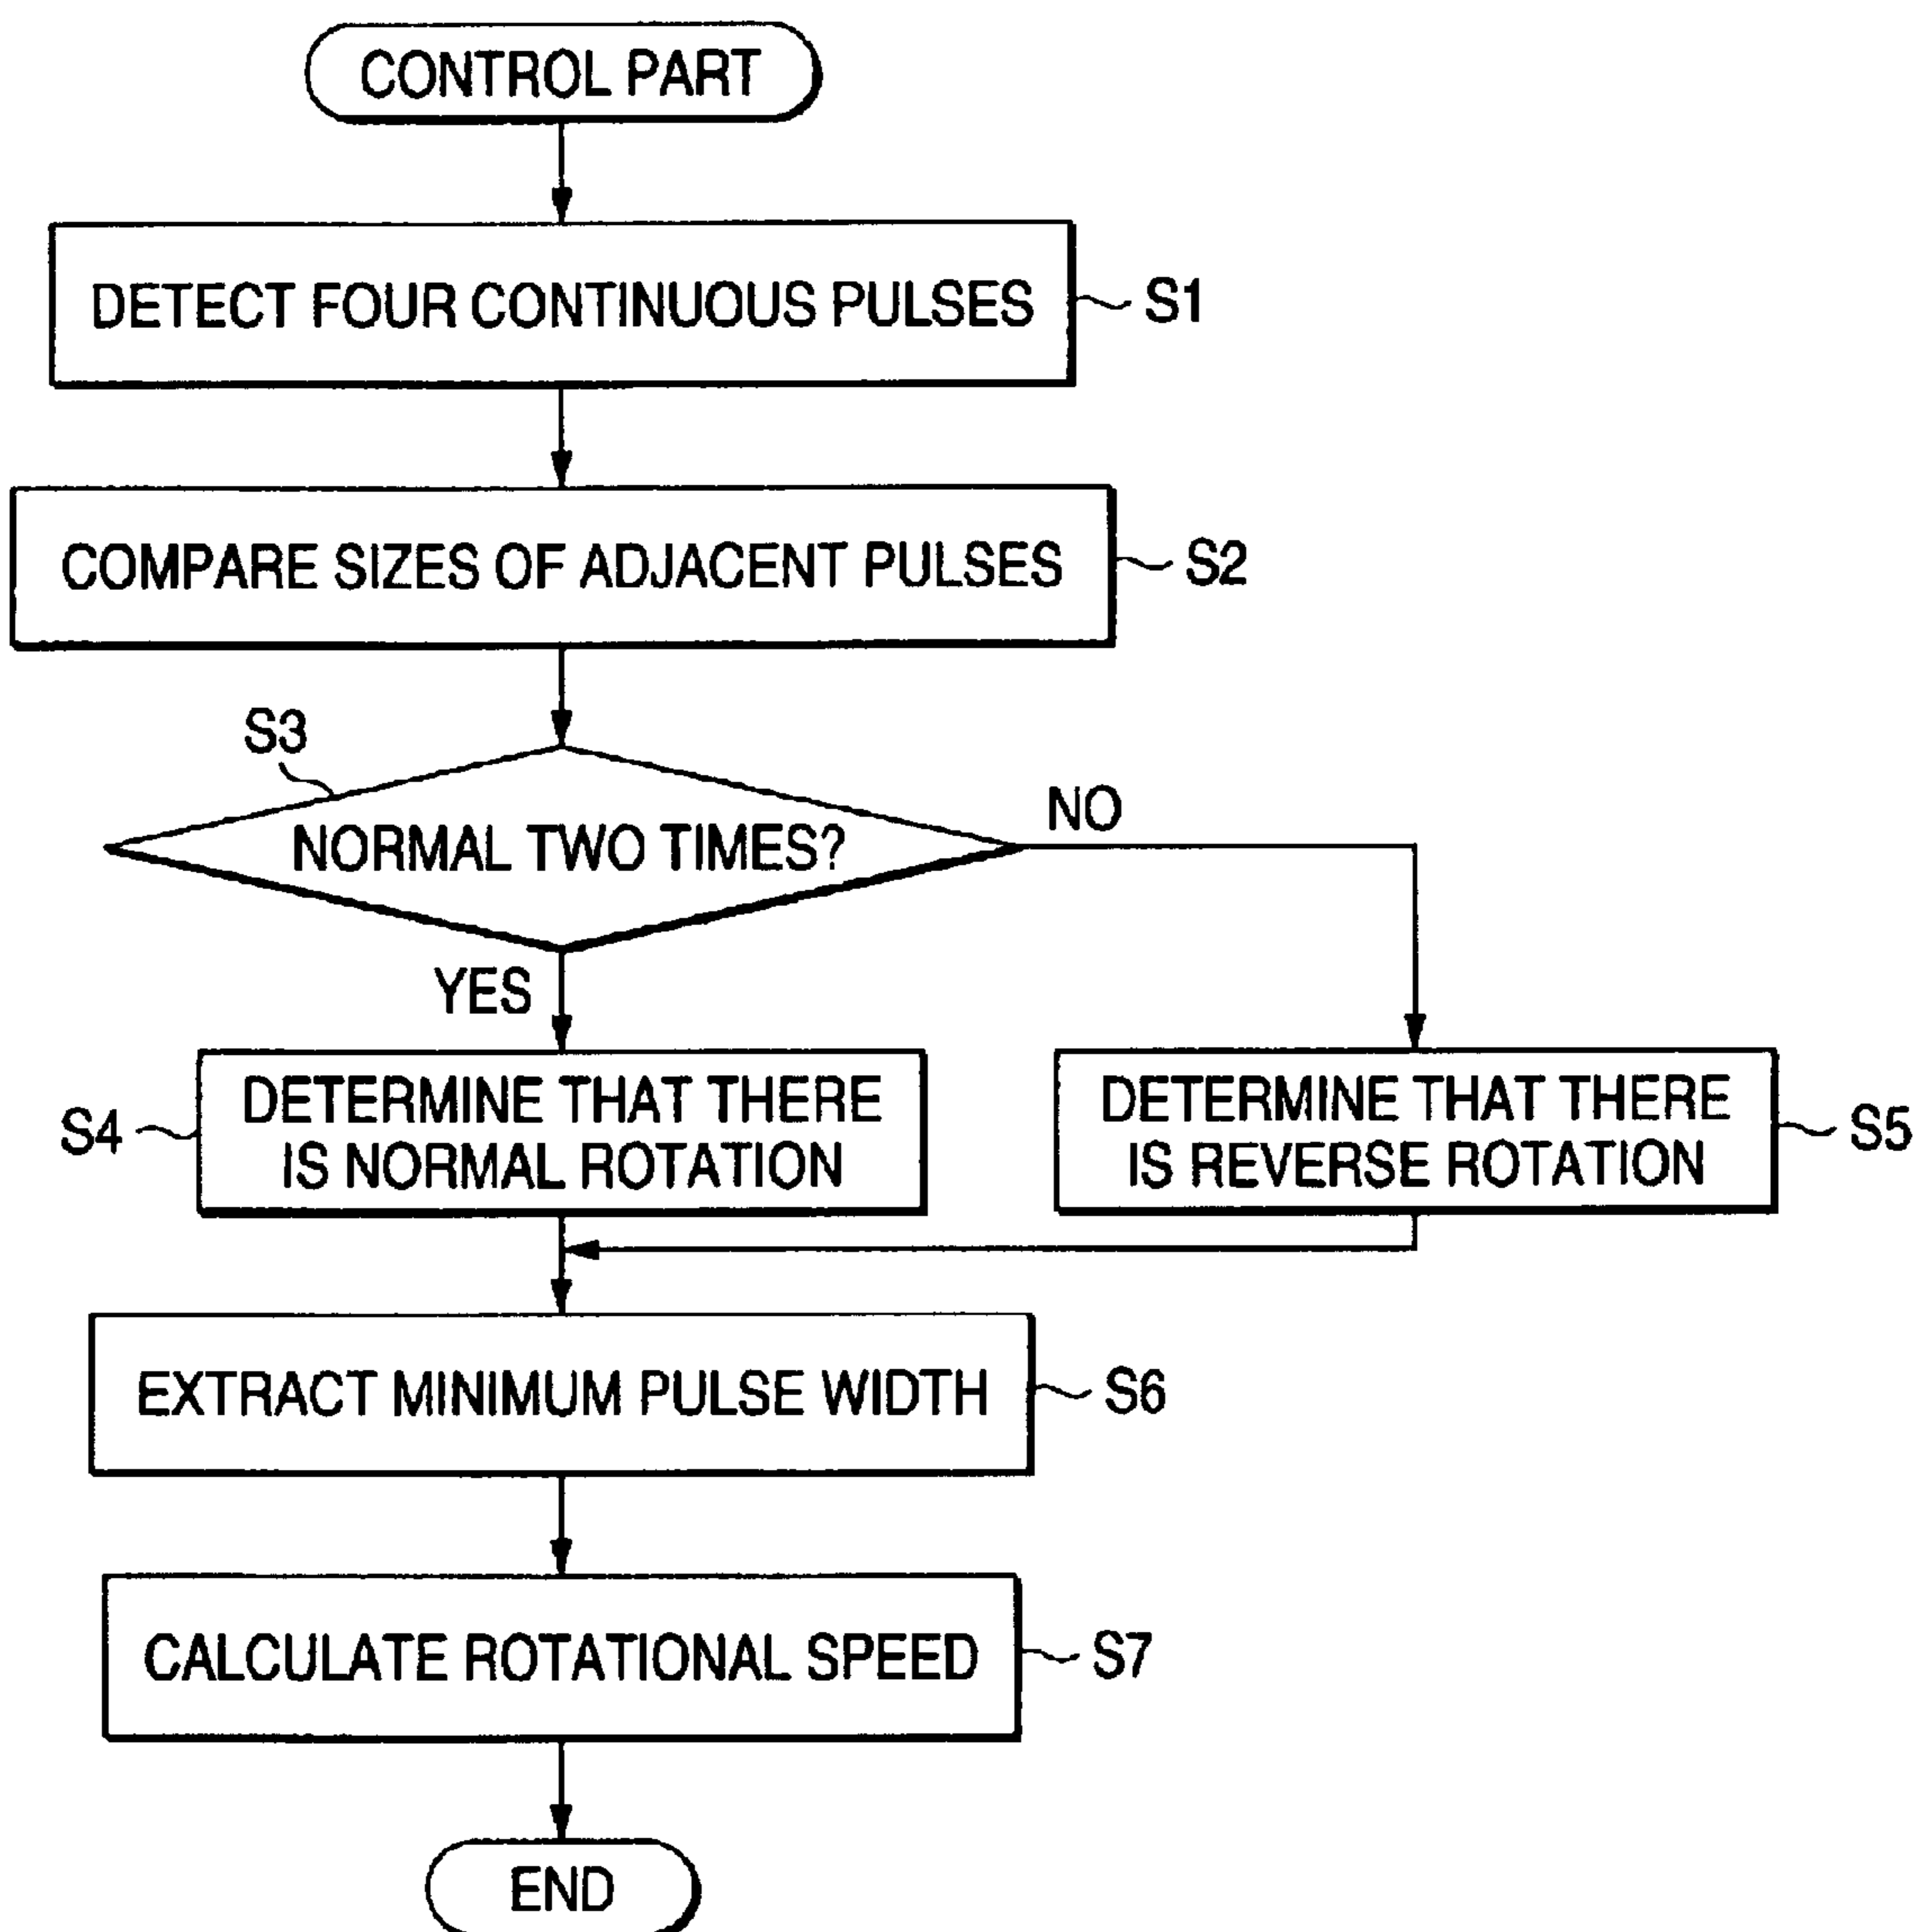 CONTROL PART
DETECT FOUR CONTINUOUS PULSES
S1
COMPARE SIZES OF ADJACENT PULSES
S2
S3
NORMAL TWO TIMES?
NO
YES
S4
DETERMINE THAT THERE
IS NORMAL ROTATION
DETERMINE THAT THERE
IS REVERSE ROTATION
S5
EXTRACT MINIMUM PULSE WIDTH
S6
CALCULATE ROTATIONAL SPEED
S7
END